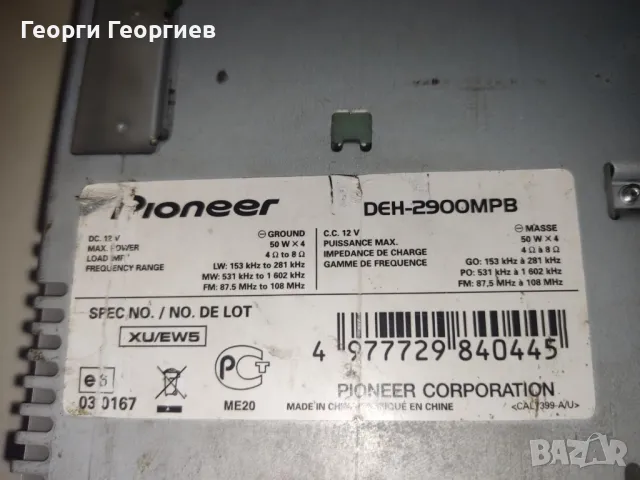 Георги Георгиев
Pioneer DEH-2900MPB
DC. 12 V ⊖ GROUND
MAX. POWER 50 W × 4
LOAD IMP. 4 Ω to 8 Ω
FREQUENCY RANGE LW: 153 kHz to 281 kHz
MW: 531 kHz to 1 602 kHz
FM: 87.5 MHz to 108 MHz
C.C. 12 V ⊖ MASSE
PUISSANCE MAX. 50 W × 4
IMPEDANCE DE CHARGE 4 Ω à 8 Ω
GAMME DE FREQUENCE GO: 153 kHz à 281 kHz
PO: 531 kHz à 1 602 kHz
FM: 87,5 MHz à 108 MHz
SPEC NO. / NO. DE LOT
XU/EW5
4 977729 840445
PIONEER CORPORATION
03 0167 ME20
MADE IN CHINA EN CHINE
<CAL1399-A/U>
BAZAR